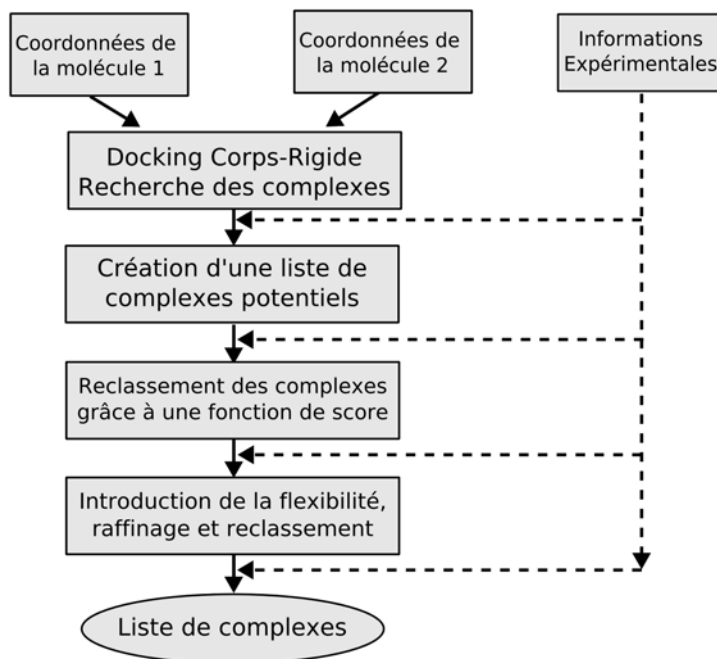 Coordonnées de
la molécule 1
Coordonnées de
la molécule 2
Informations
Expérimentales
Docking Corps-Rigide
Recherche des complexes
Création d'une liste de
complexes potentiels
Reclassement des complexes
grâce à une fonction de score
Introduction de la flexibilité,
raffinage et reclassement
Liste de complexes